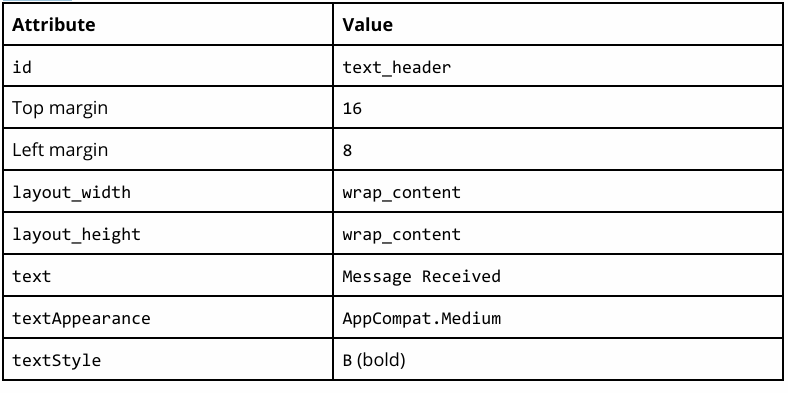 Attribute Value
id text_header
Top margin 16
Left margin 8
layout_width wrap_content
layout_height wrap_content
text Message Received
textAppearance AppCompat.Medium
textStyle B (bold)